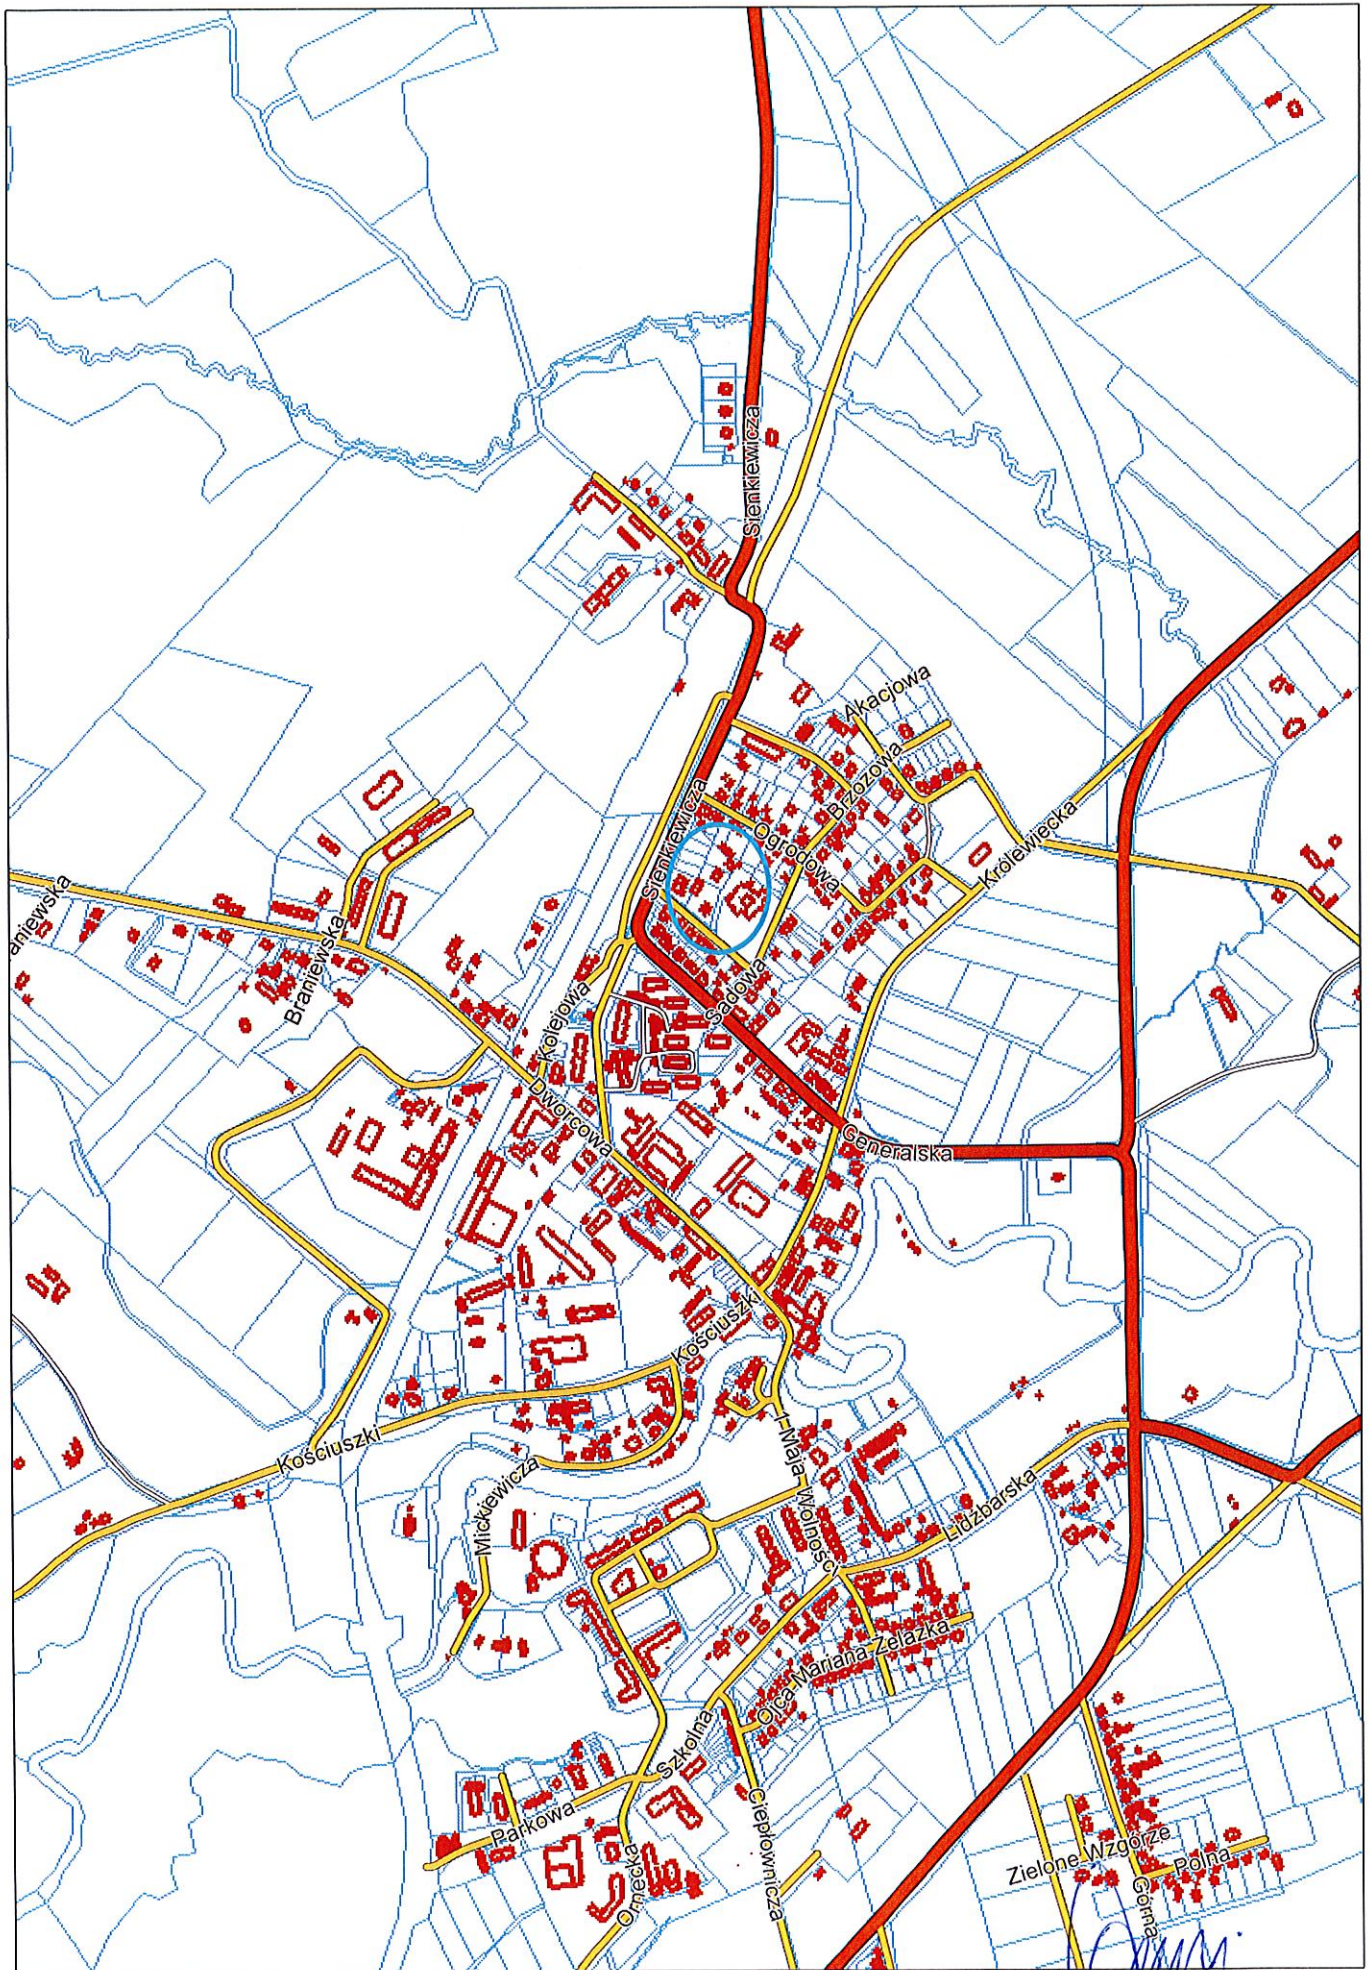 Sienkiewicza
Akacjowa
Brzozowa
Sienkiewicza
Ogrodowa
Królewiecka
aniewska
Braniewska
Kolejowa
Sadowa
Dworcowa
Generalska
Kościuszki
Kościuszki
1-Maja
Mickiewicza
Wolności
Lidzbarska
Ojca Mariana Żelazka
Szkolna
Parkowa
Ciepłownicza
Ornecka
Zielone Wzgórze
Polna
Górna